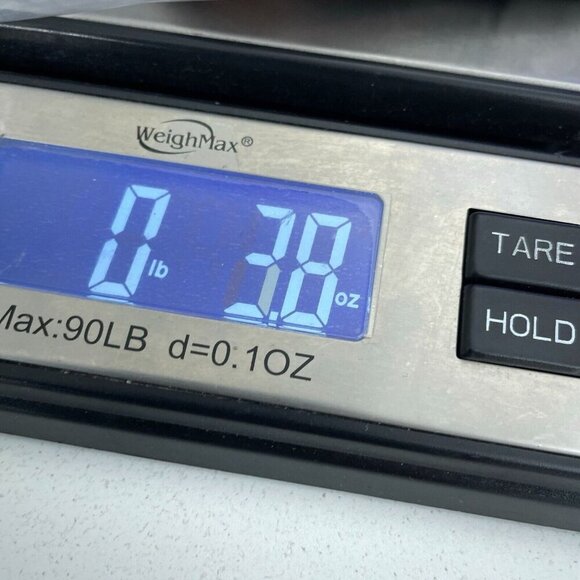 WeighMax®
0 lb 3.8 oz
Max:90LB d=0.1OZ
TARE
HOLD